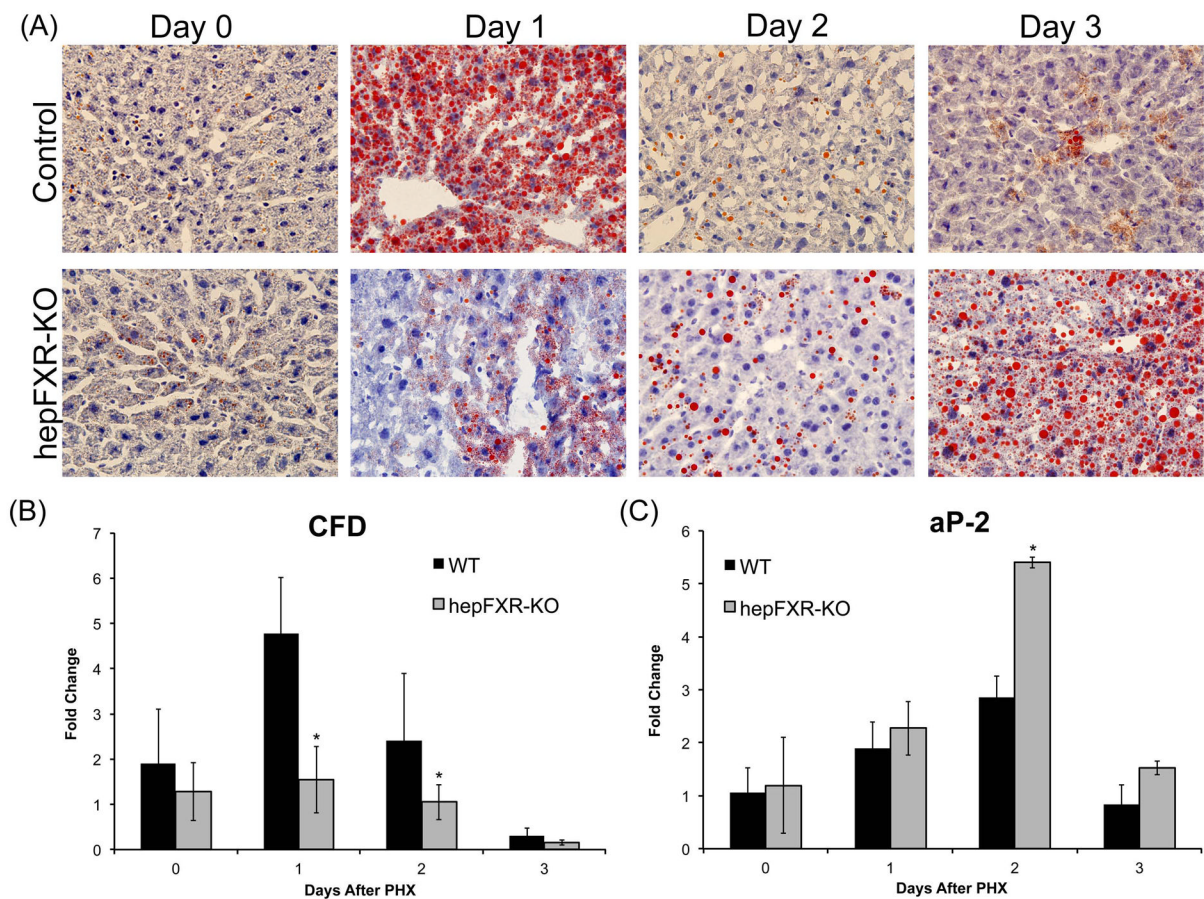 (A) Day 0 Day 1 Day 2 Day 3
Control
hepFXR-KO
(B) CFD
7
6
5
4
3
2
1
0
Fold Change
WT
hepFXR-KO
*
*
0 1 2 3
Days After PHX
(C) aP-2
6
5
4
3
2
1
0
Fold Change
WT
hepFXR-KO
*
0 1 2 3
Days After PHX